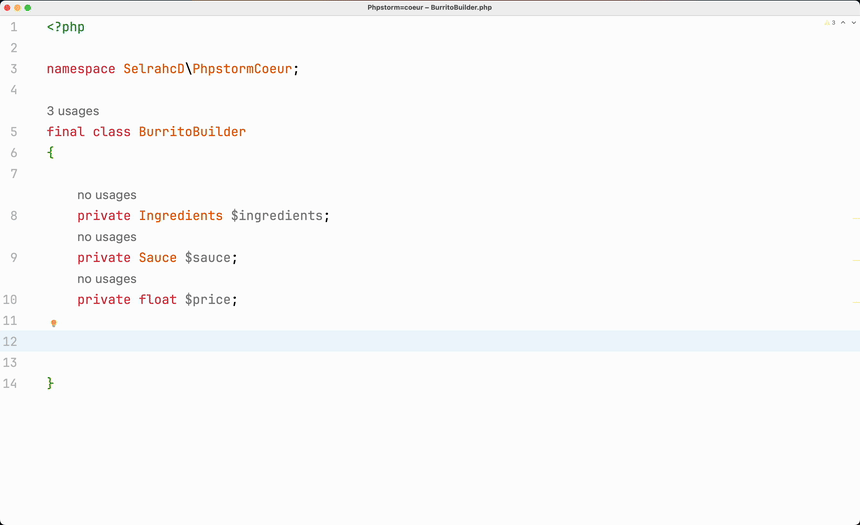 Phpstorm=coeur – BurritoBuilder.php
3
1 <?php
2
3 namespace SelrahcD\PhpstormCoeur;
4
3 usages
5 final class BurritoBuilder
6 {
7
no usages
8 private Ingredients $ingredients;
no usages
9 private Sauce $sauce;
no usages
10 private float $price;
11
12
13
14 }